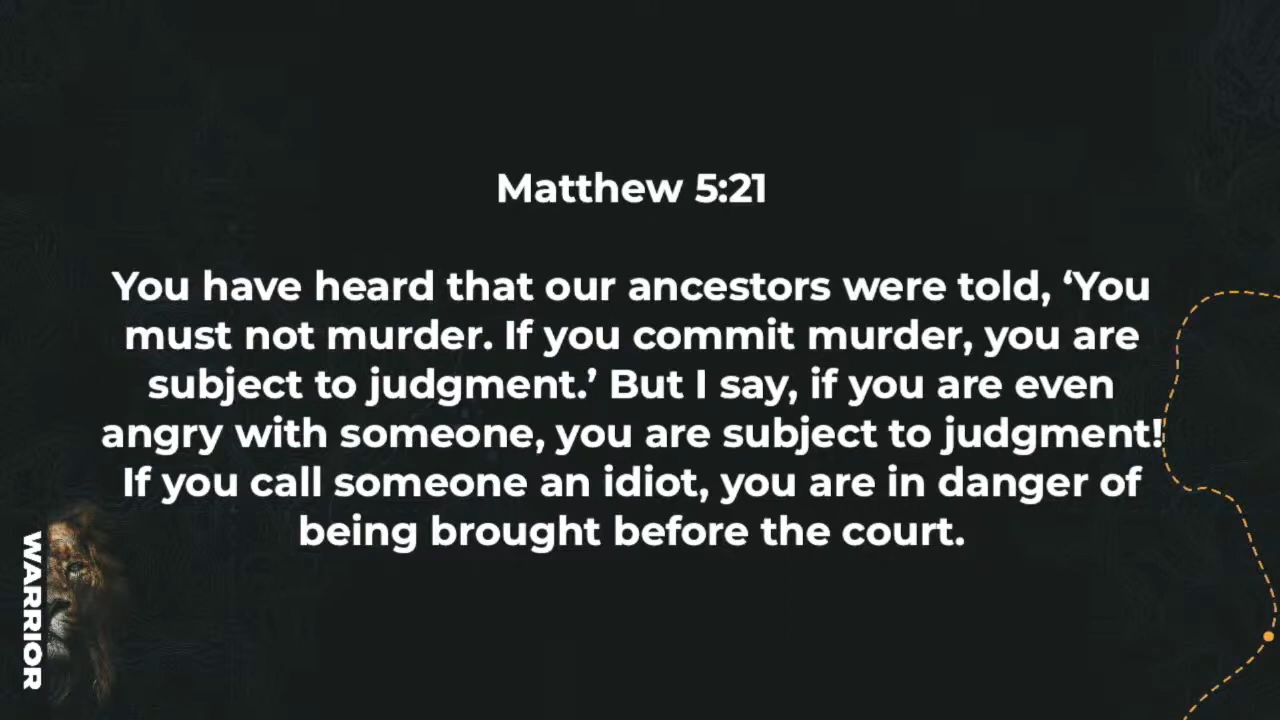 Matthew 5:21
You have heard that our ancestors were told, ‘You
must not murder. If you commit murder, you are
subject to judgment.’ But I say, if you are even
angry with someone, you are subject to judgment!
If you call someone an idiot, you are in danger of
being brought before the court.
WARRIOR